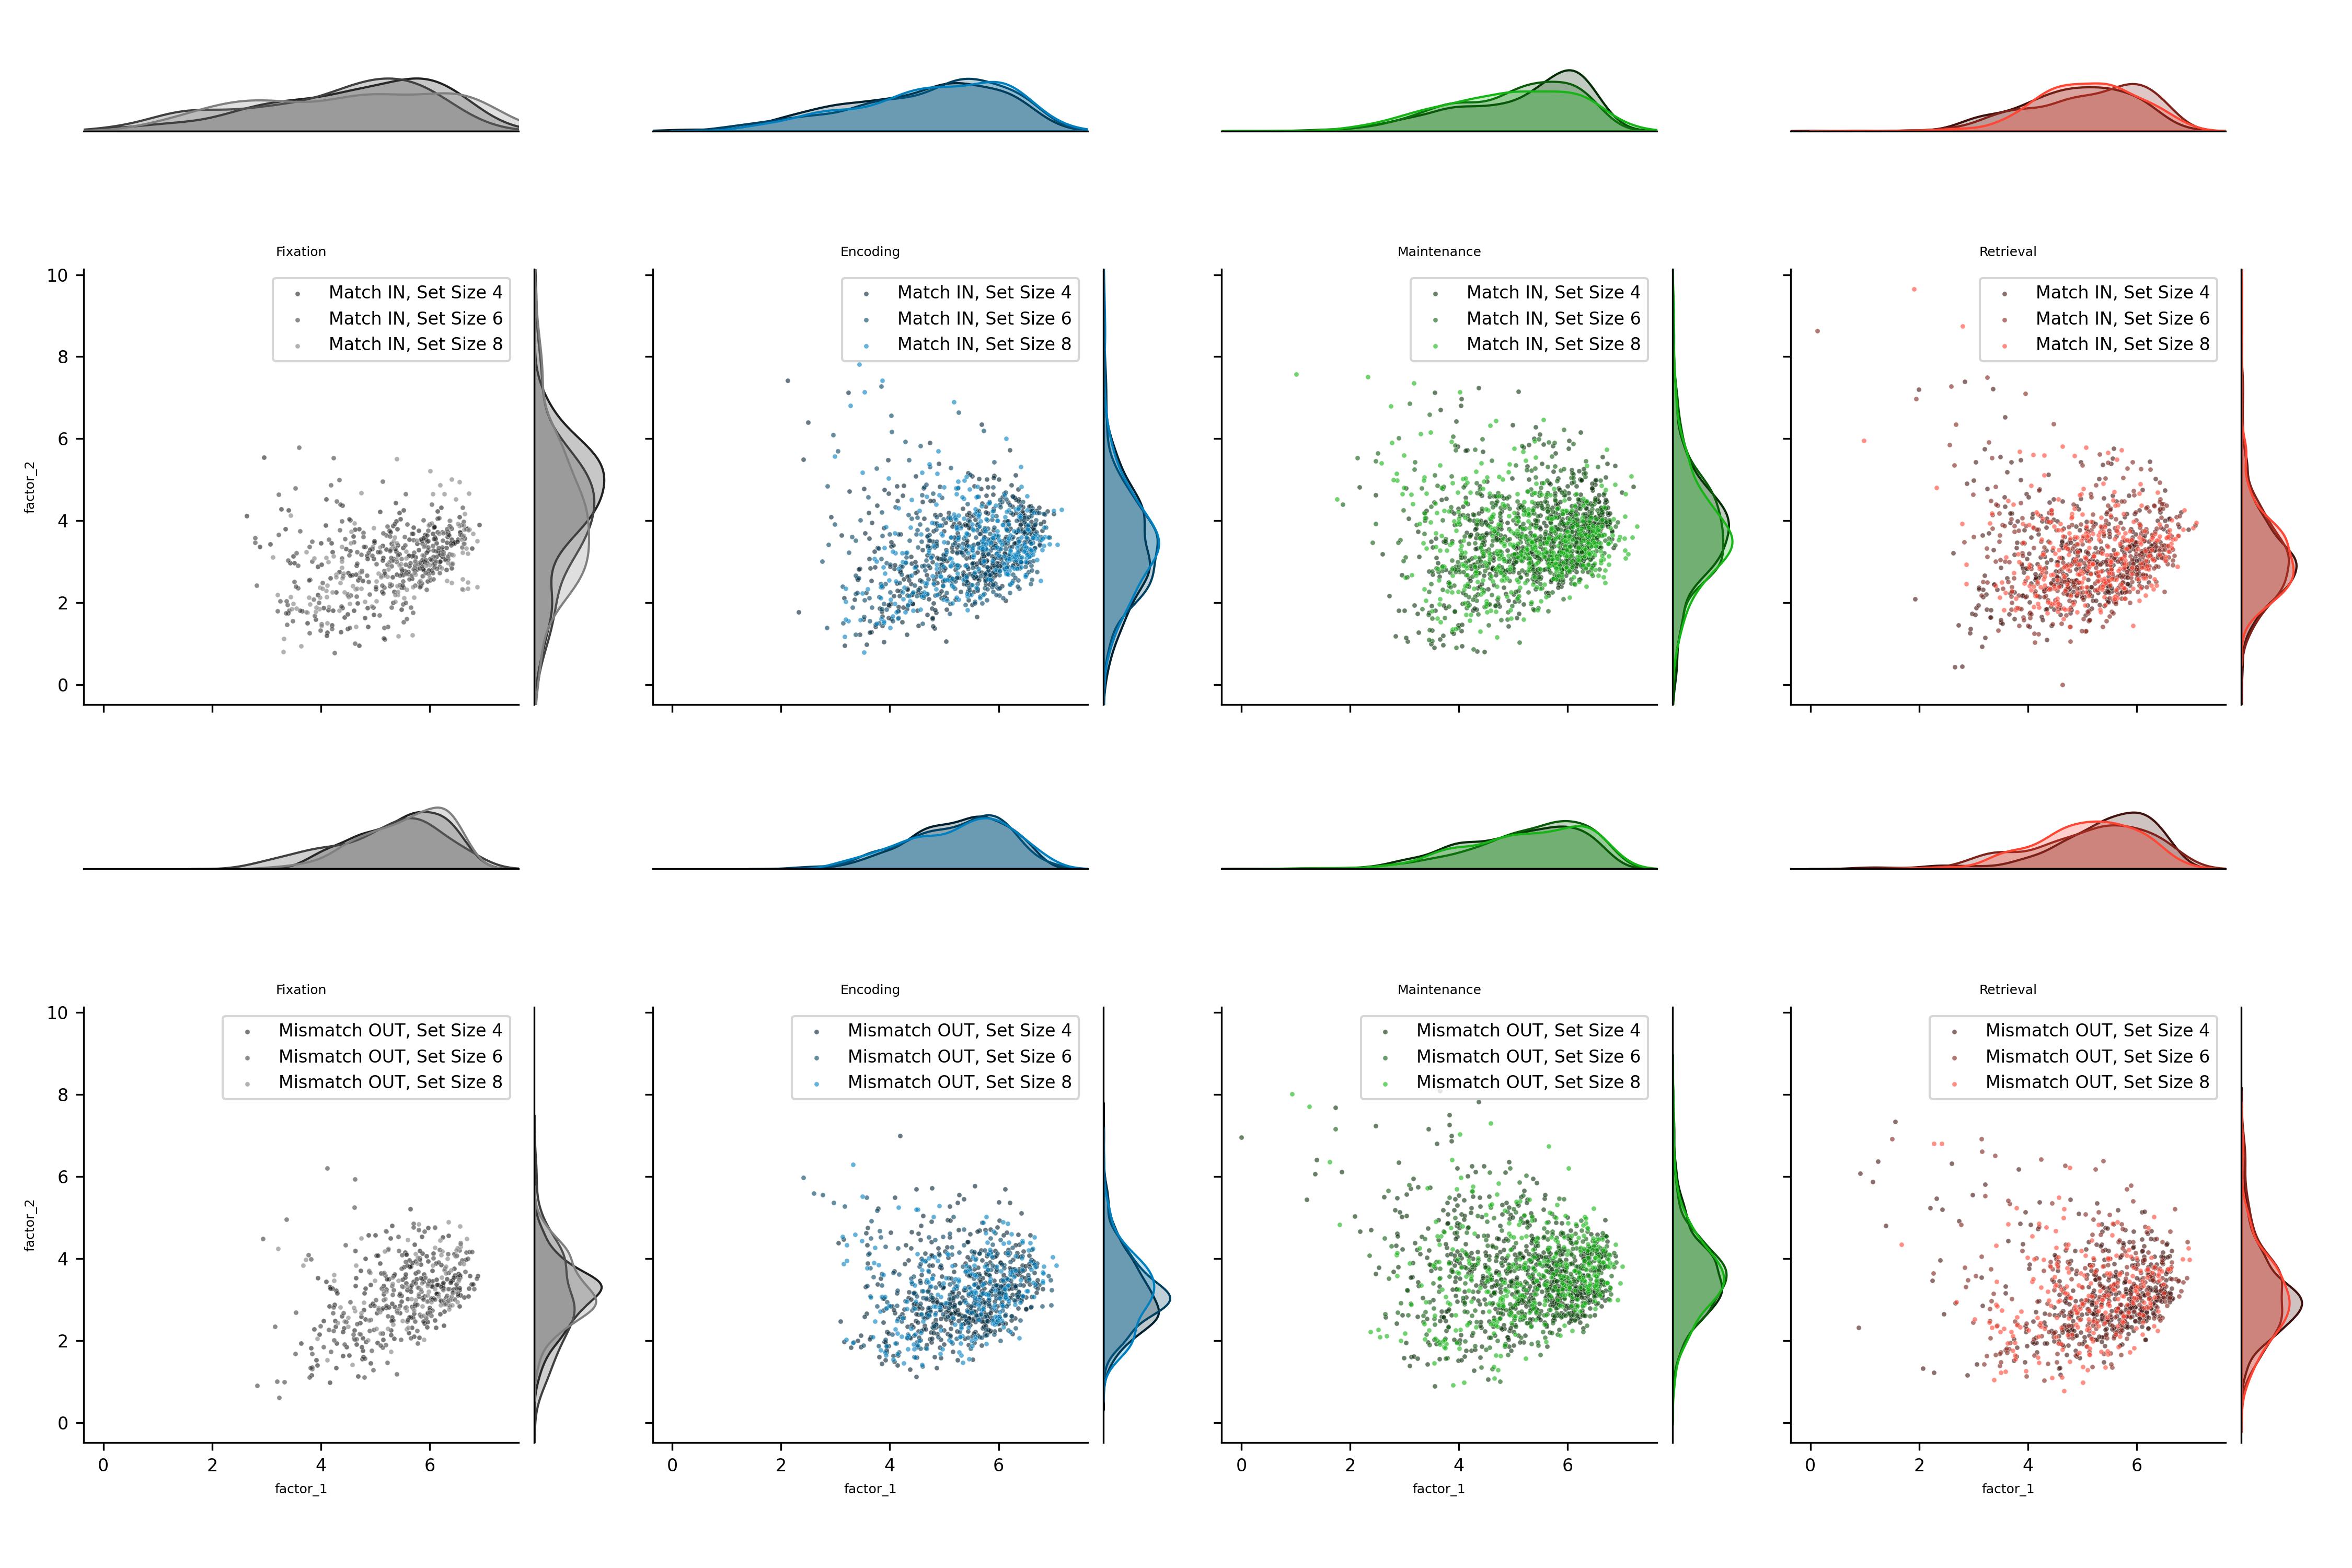 Fixation
Encoding
Maintenance
Retrieval
10
8
6
4
2
0
factor_2
Match IN, Set Size 4
Match IN, Set Size 6
Match IN, Set Size 8
Match IN, Set Size 4
Match IN, Set Size 6
Match IN, Set Size 8
Match IN, Set Size 4
Match IN, Set Size 6
Match IN, Set Size 8
Match IN, Set Size 4
Match IN, Set Size 6
Match IN, Set Size 8
Fixation
Encoding
Maintenance
Retrieval
10
8
6
4
2
0
factor_2
Mismatch OUT, Set Size 4
Mismatch OUT, Set Size 6
Mismatch OUT, Set Size 8
Mismatch OUT, Set Size 4
Mismatch OUT, Set Size 6
Mismatch OUT, Set Size 8
Mismatch OUT, Set Size 4
Mismatch OUT, Set Size 6
Mismatch OUT, Set Size 8
Mismatch OUT, Set Size 4
Mismatch OUT, Set Size 6
Mismatch OUT, Set Size 8
0 2 4 6
0 2 4 6
0 2 4 6
0 2 4 6
factor_1
factor_1
factor_1
factor_1